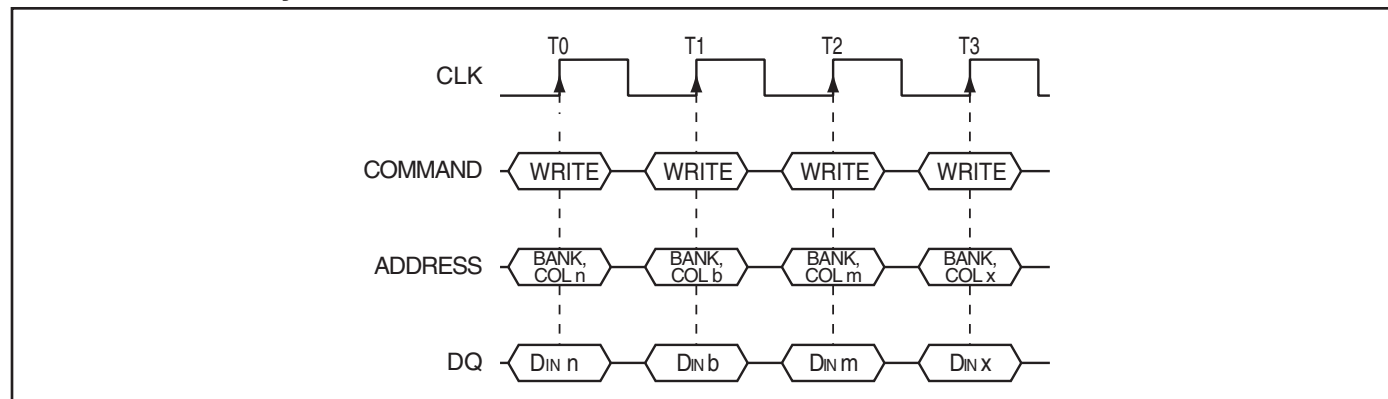 T0 T1 T2 T3
CLK
COMMAND WRITE WRITE WRITE WRITE
ADDRESS BANK, COL n BANK, COL b BANK, COL m BANK, COL x
DQ DIN n DIN b DIN m DIN x